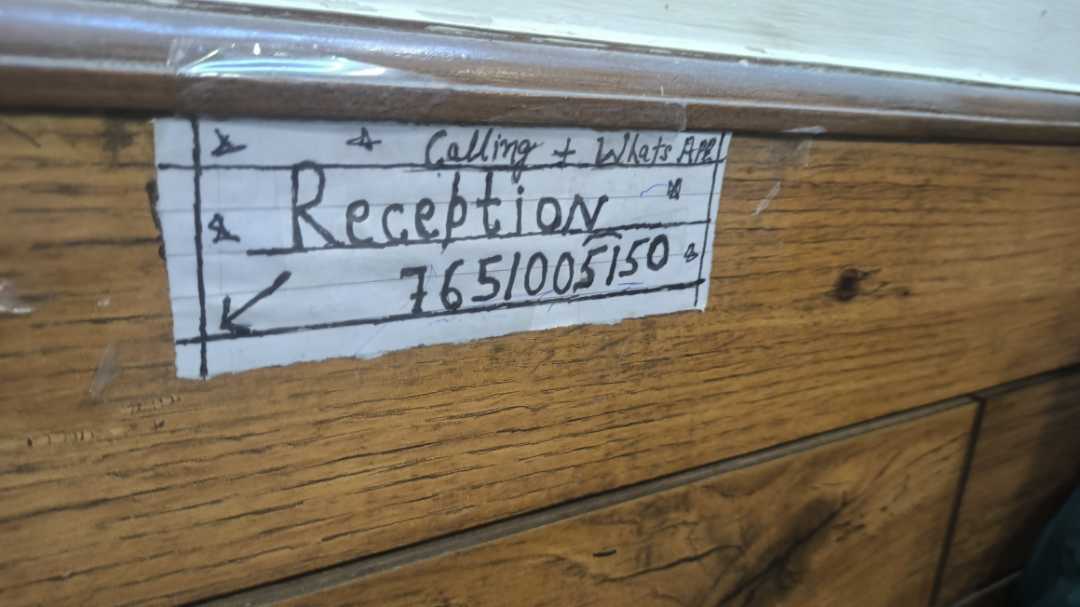 Calling + Whats APP
Reception
7651005150